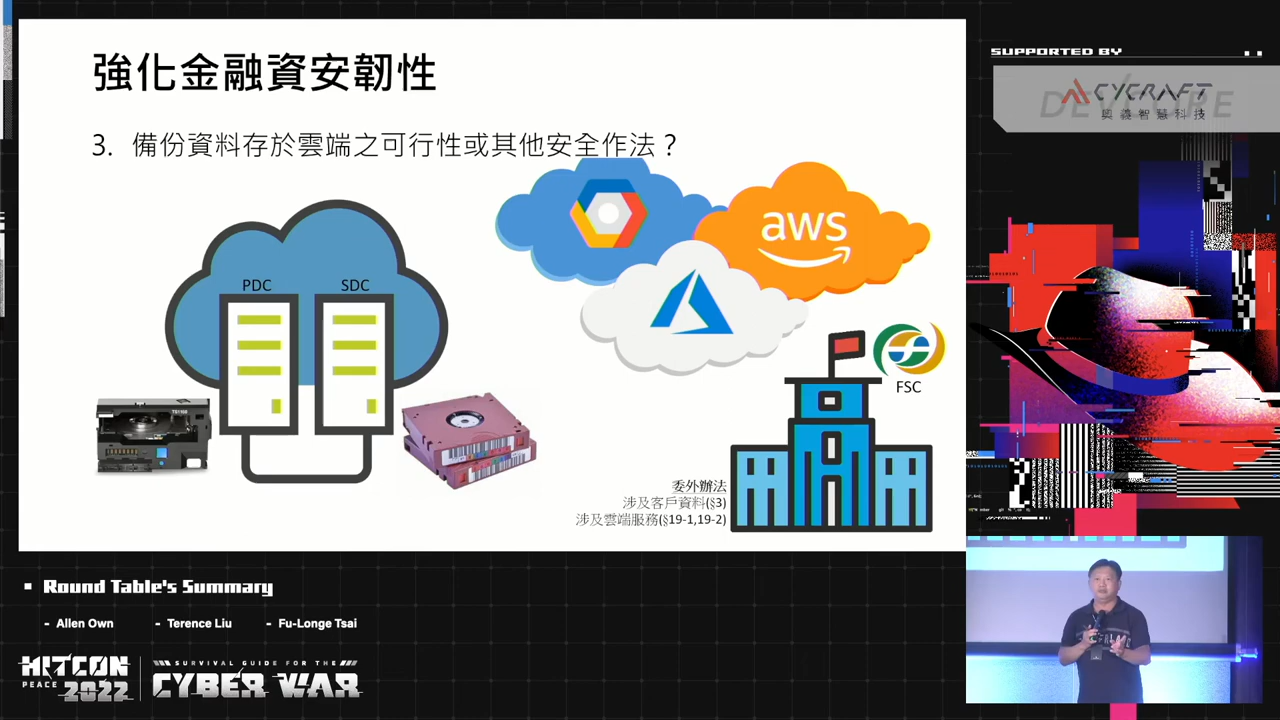 強化金融資安韌性
3. 備份資料存於雲端之可行性或其他安全作法？
PDC
SDC
aws
FSC
TS1160
委外辦法
涉及客戶資料(§3)
涉及雲端服務(§19-1,19-2)
SUPPORTED BY
CYCRAFT
奧義智慧科技
Round Table's Summary
- Allen Own - Terence Liu - Fu-Longe Tsai
HITCON
PEACE 2022
SURVIVAL GUIDE FOR THE
CYBER WAR